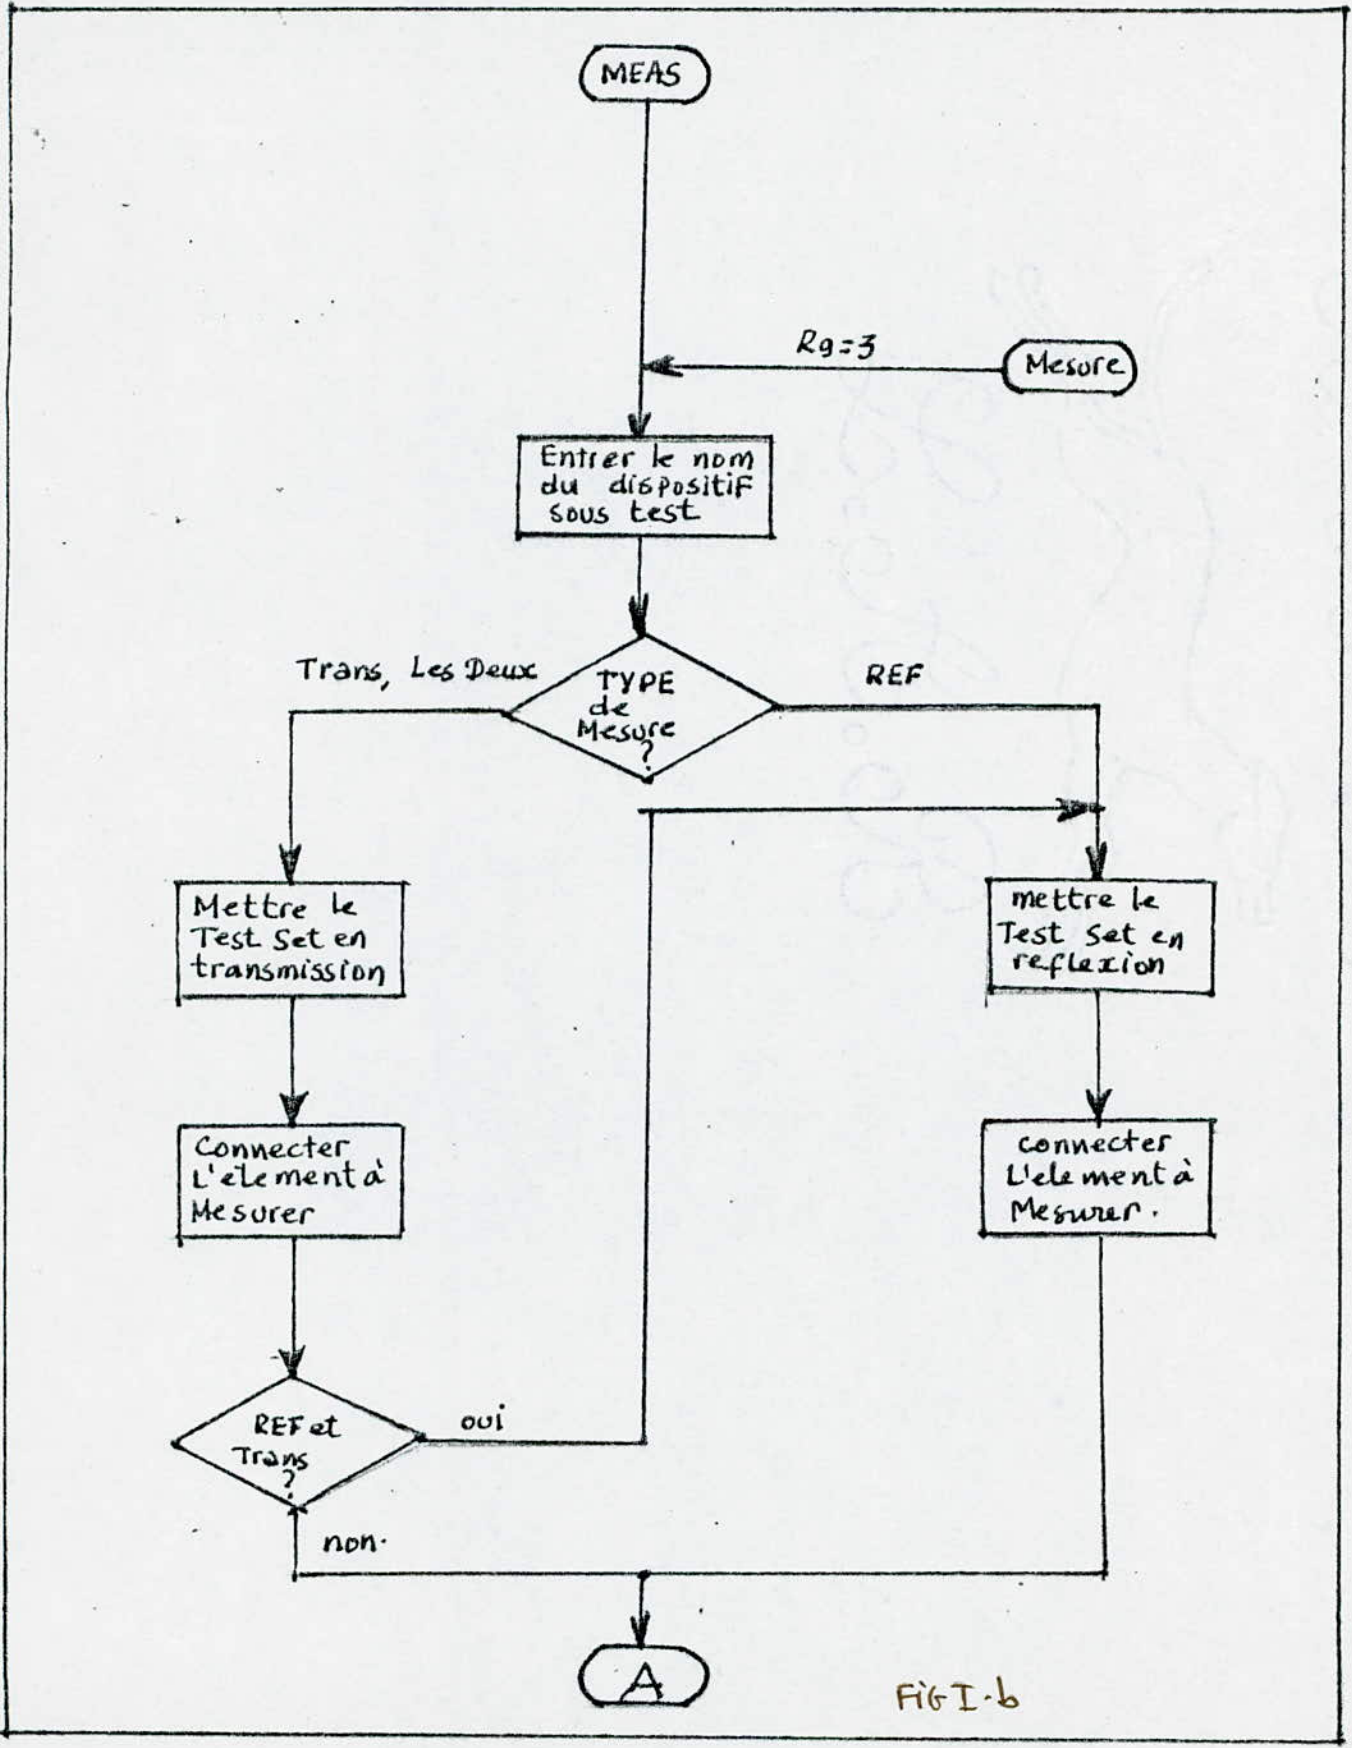 MEAS
Rg=3
Mesure
Entrer le nom
du dispositif
sous test
Trans, Les Deux
TYPE
de
Mesure
?
REF
Mettre le
Test Set en
transmission
mettre le
Test Set en
reflexion
Connecter
L'element à
Mesurer
connecter
L'element à
Mesurer.
REF et
Trans
?
oui
non.
A
FiG I-b